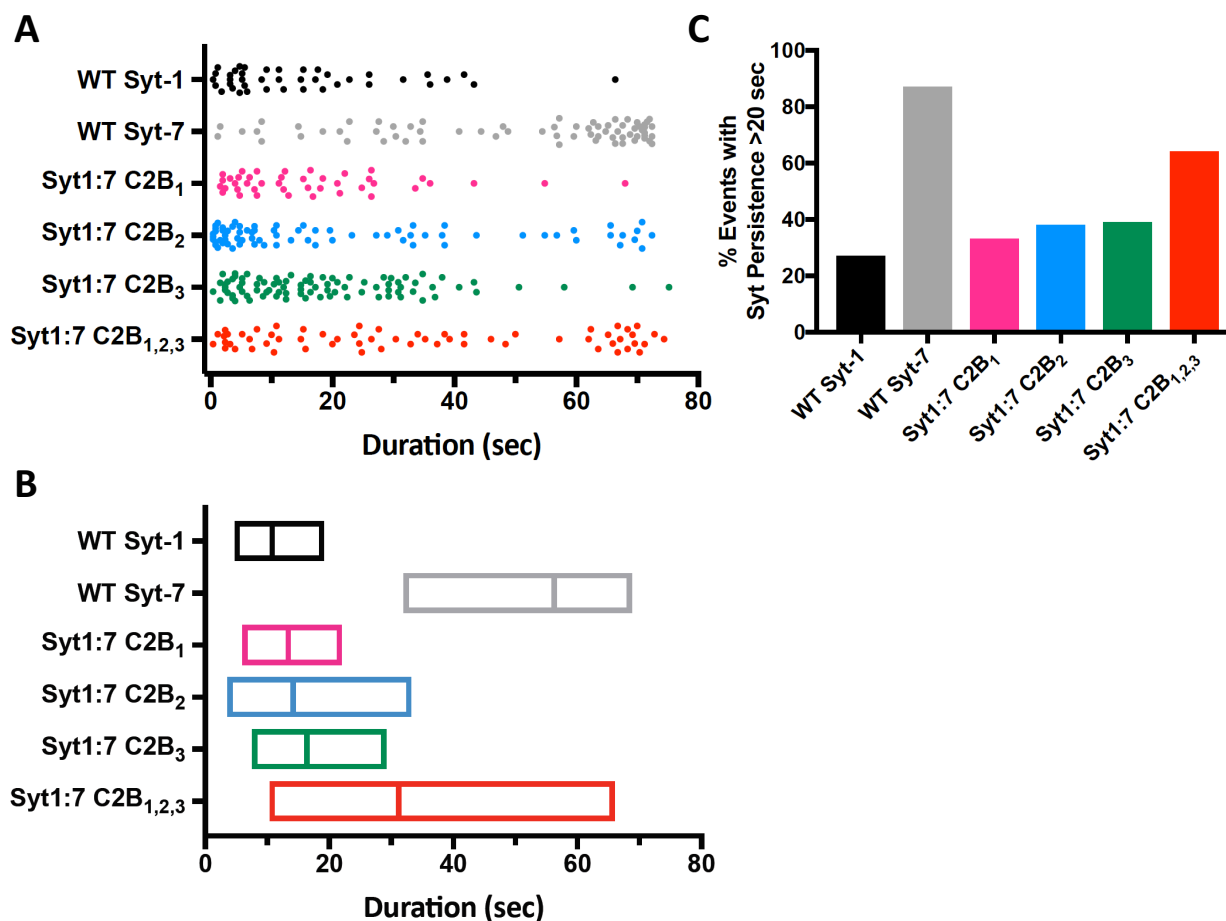 A
WT Syt-1
WT Syt-7
Syt1:7 C2B1
Syt1:7 C2B2
Syt1:7 C2B3
Syt1:7 C2B1,2,3
0 20 40 60 80
Duration (sec)
B
WT Syt-1
WT Syt-7
Syt1:7 C2B1
Syt1:7 C2B2
Syt1:7 C2B3
Syt1:7 C2B1,2,3
0 20 40 60 80
Duration (sec)
C
% Events with
Syt Persistence >20 sec
100
80
60
40
20
0
WT Syt-1
WT Syt-7
Syt1:7 C2B1
Syt1:7 C2B2
Syt1:7 C2B3
Syt1:7 C2B1,2,3